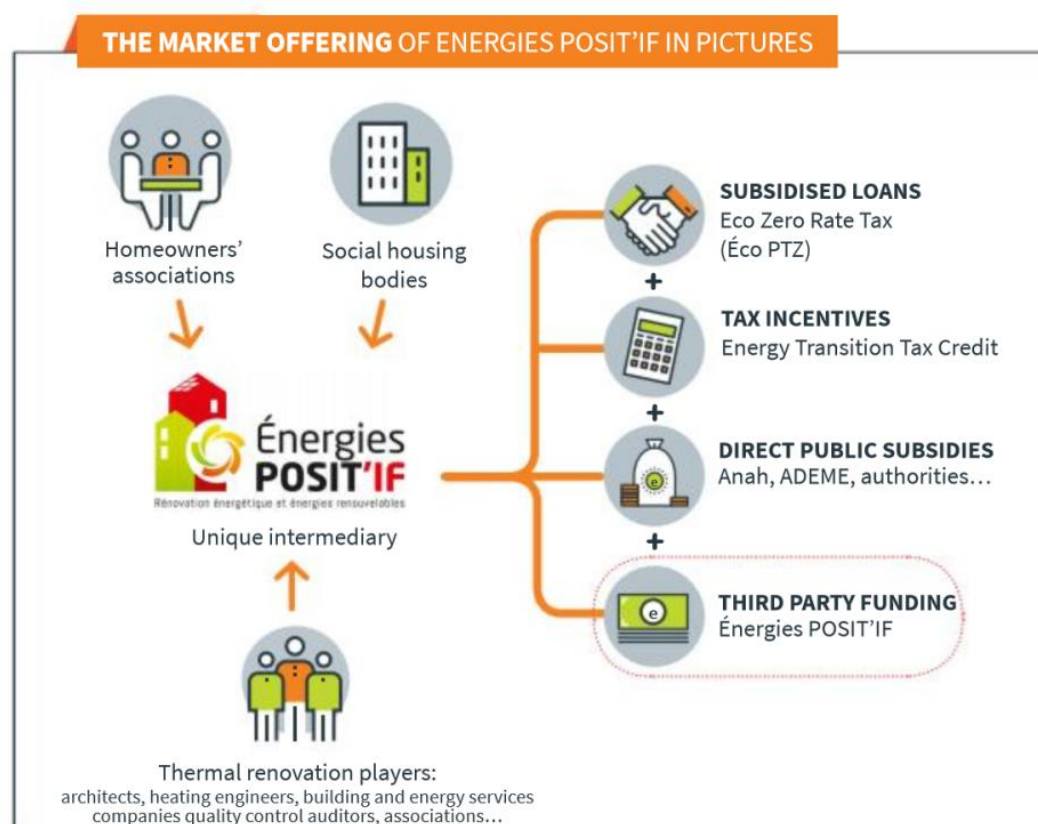 THE MARKET OFFERING OF ENERGIES POSIT'IF IN PICTURES
Homeowners'
associations
Social housing
bodies
Énergies
POSIT'IF
Rénovation énergétique et énergies renouvelables
Unique intermediary
Thermal renovation players:
architects, heating engineers, building and energy services
companies quality control auditors, associations…
SUBSIDISED LOANS
Eco Zero Rate Tax
(Éco PTZ)
+
TAX INCENTIVES
Energy Transition Tax Credit
+
DIRECT PUBLIC SUBSIDIES
Anah, ADEME, authorities…
e
+
THIRD PARTY FUNDING
e
Énergies POSIT'IF